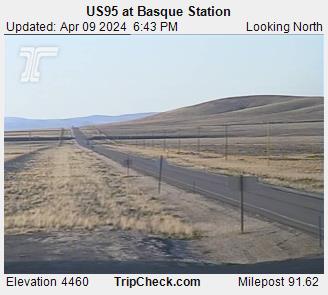 US95 at Basque Station
Updated: Apr 09 2024 6:43 PM Looking North
Elevation 4460 TripCheck.com Milepost 91.62